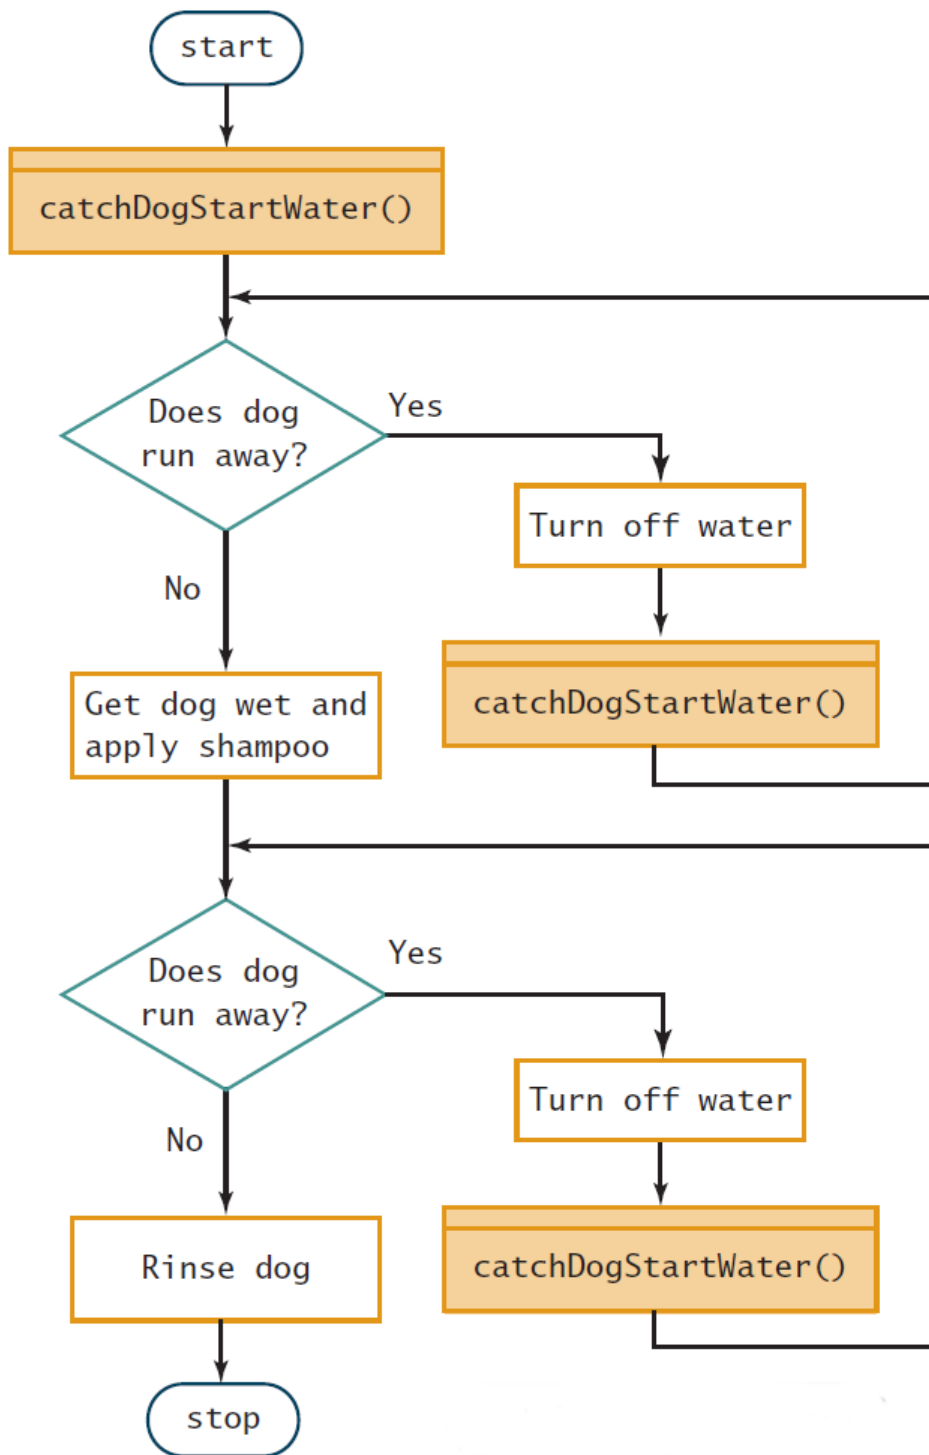 start
catchDogStartWater()
Does dog
run away?
Yes
Turn off water
No
catchDogStartWater()
Get dog wet and
apply shampoo
Does dog
run away?
Yes
Turn off water
No
catchDogStartWater()
Rinse dog
stop